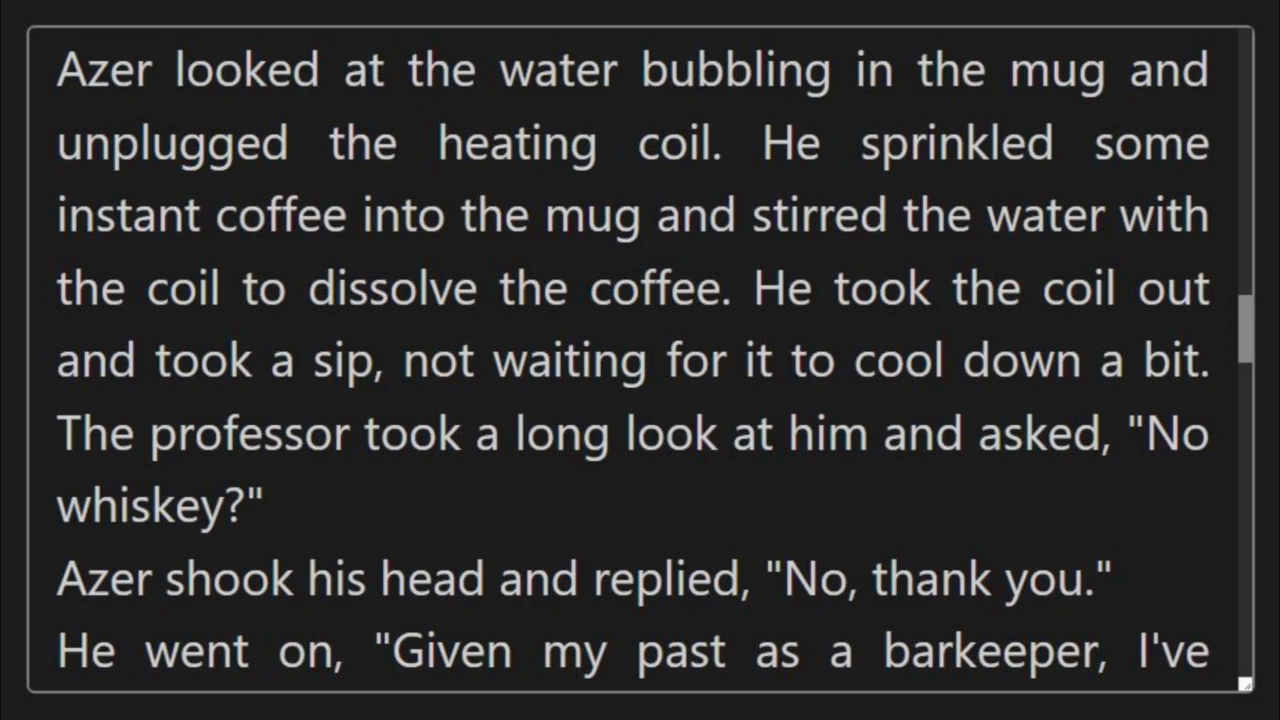 Azer looked at the water bubbling in the mug and
unplugged the heating coil. He sprinkled some
instant coffee into the mug and stirred the water with
the coil to dissolve the coffee. He took the coil out
and took a sip, not waiting for it to cool down a bit.
The professor took a long look at him and asked, "No
whiskey?"
Azer shook his head and replied, "No, thank you."
He went on, "Given my past as a barkeeper, I've